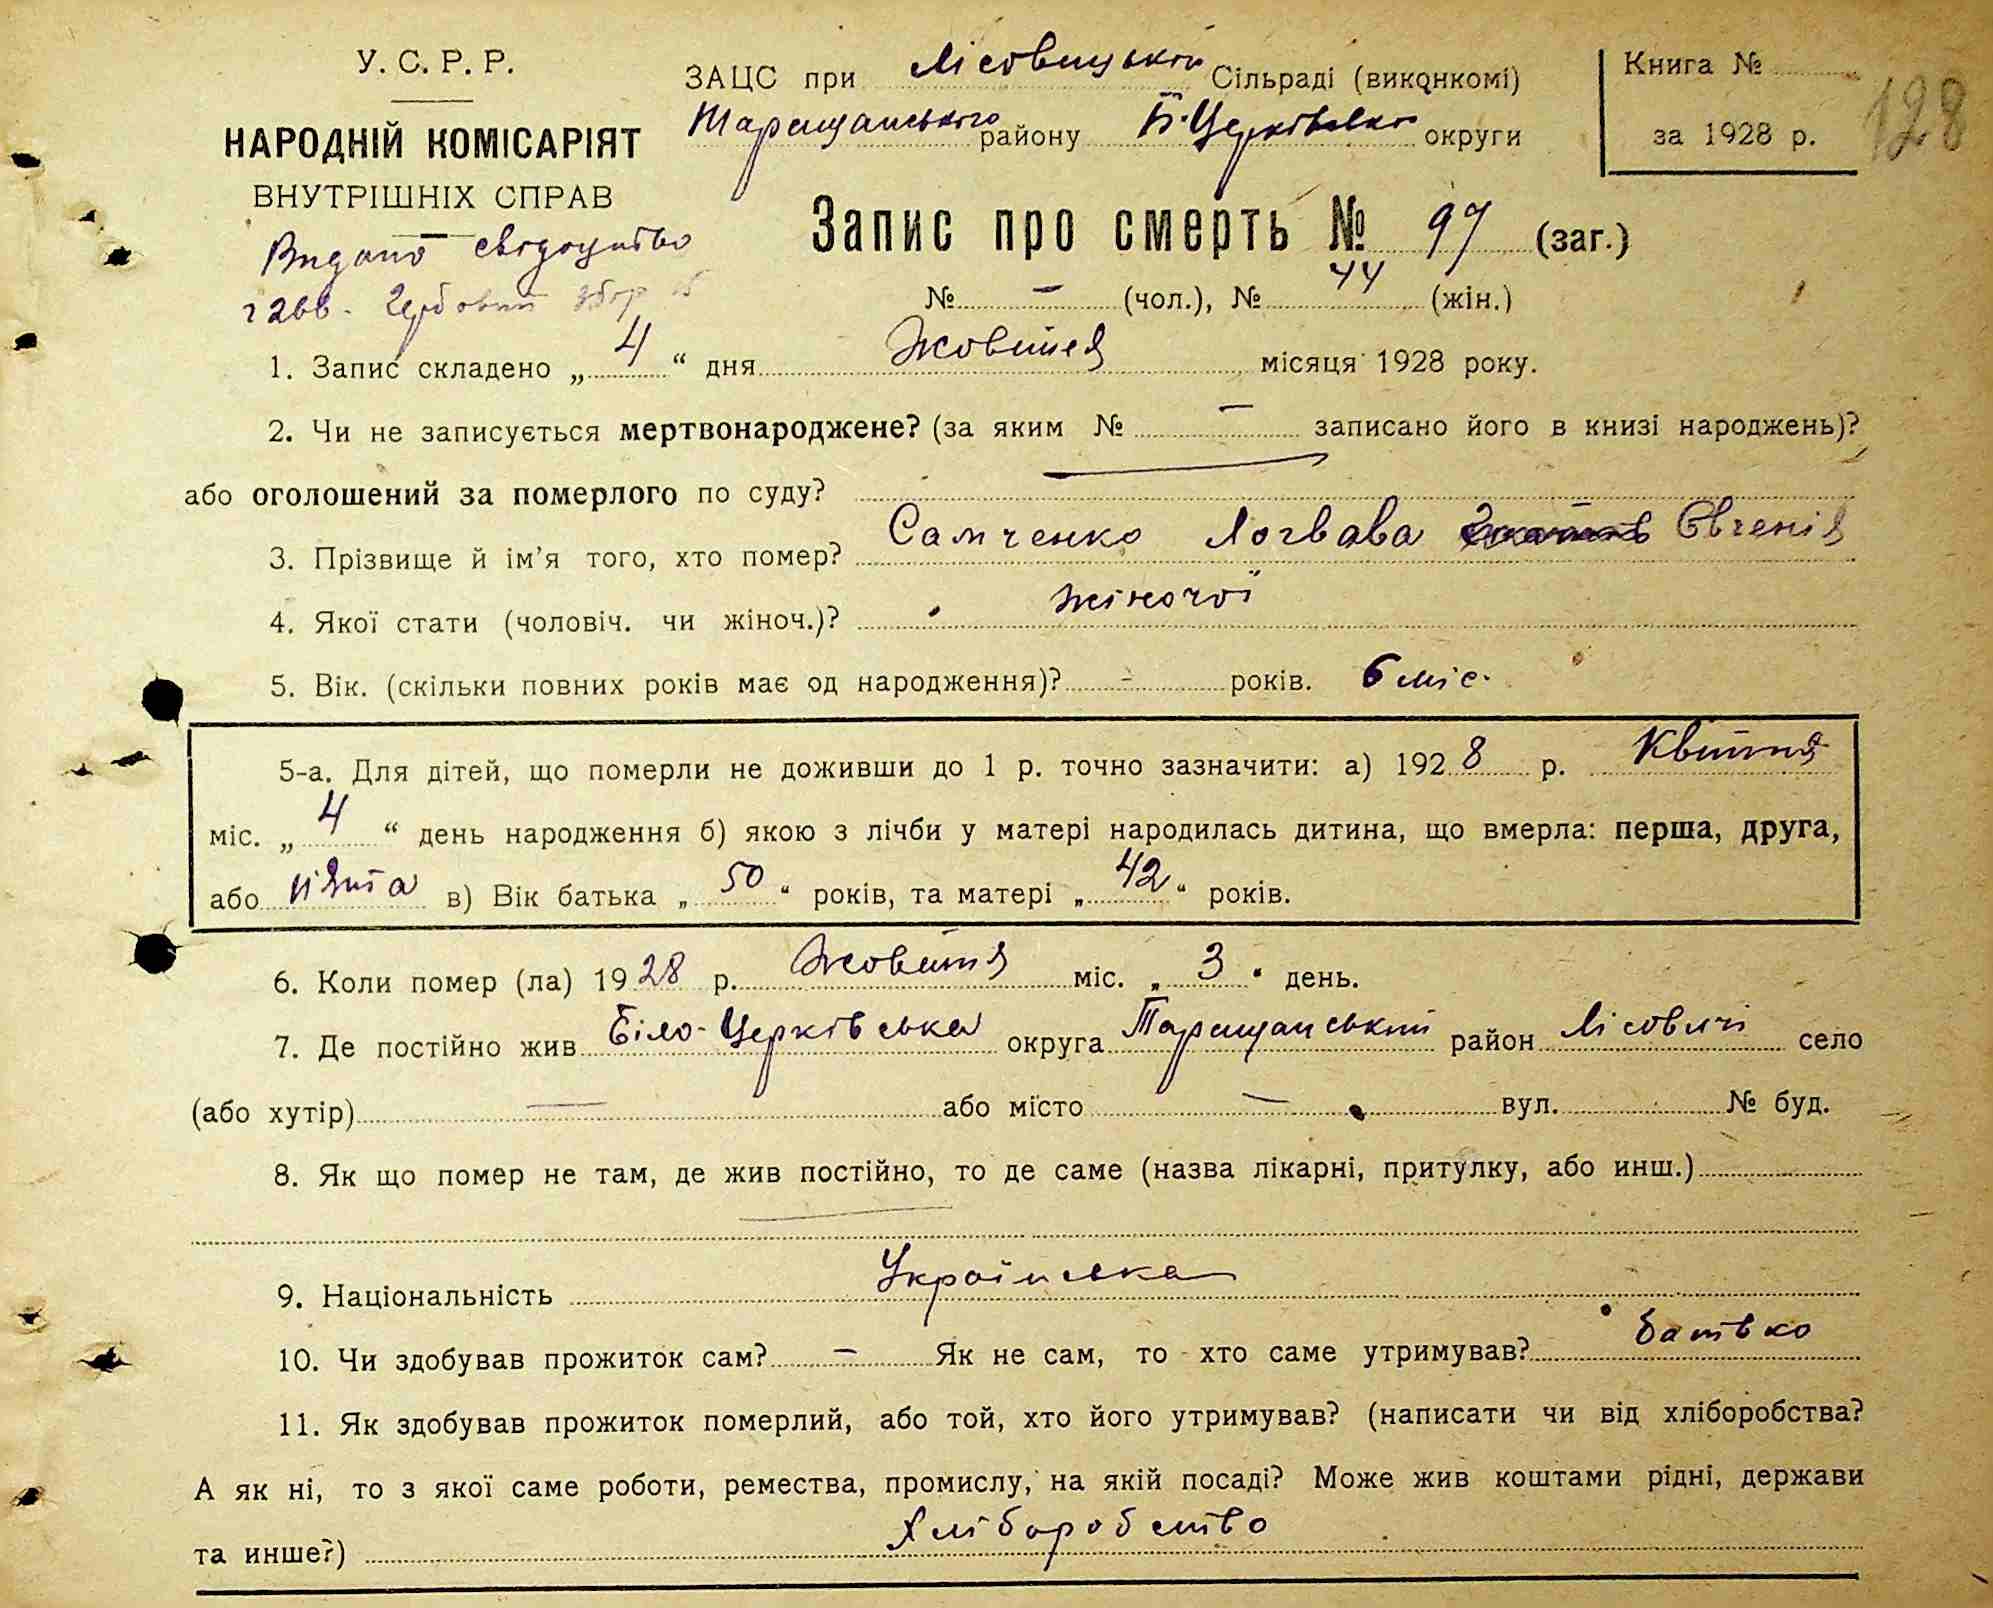 У. С. Р. Р.
НАРОДНІЙ КОМІСАРІЯТ
ВНУТРІШНІХ СПРАВ
Видано свідоцтво
Гербовий збор
ЗАЦС при Лісовицькой Сільраді (виконкомі)
Таращанського району Б-Церківської округи
Книга №
за 1928 р.
128
Запис про смерть № 97 (заг.)
№ — (чол.), № 44 (жін.)
1. Запис складено „ 4 “ дня Жовтня місяця 1928 року.
2. Чи не записується мертвонароджене? (за яким № — записано його в книзі народжень)?
або оголошений за померлого по суду? —
3. Прізвище й ім’я того, хто помер? Самченко Логвава Євгенія
4. Якої стати (чоловіч. чи жіноч.)? жіночої
5. Вік. (скільки повних років має од народження)? - років. 6 міс.
5-а. Для дітей, що померли не доживши до 1 р. точно зазначити: а) 1928 р. Квітня
міс. „ 4 “ день народження б) якою з лічби у матері народилась дитина, що вмерла: перша, друга,
або пʼята в) Вік батька „ 50 “ років, та матері „ 42 “ років.
6. Коли помер (ла) 1928 р. Жовтня міс. „ 3 “ день.
7. Де постійно жив Біло-Церківська округа Таращанський район Лісовичі село
(або хутір) — або місто — вул. № буд.
8. Як що помер не там, де жив постійно, то де саме (назва лікарні, притулку, або инш.)
—
9. Національність Українська
10. Чи здобував прожиток сам? — Як не сам, то хто саме утримував? батько
11. Як здобував прожиток померлий, або той, хто його утримував? (написати чи від хліборобства?
А як ні, то з якої саме роботи, ремества, промислу, на якій посаді? Може жив коштами рідні, держави
та инше?) Хліборобство